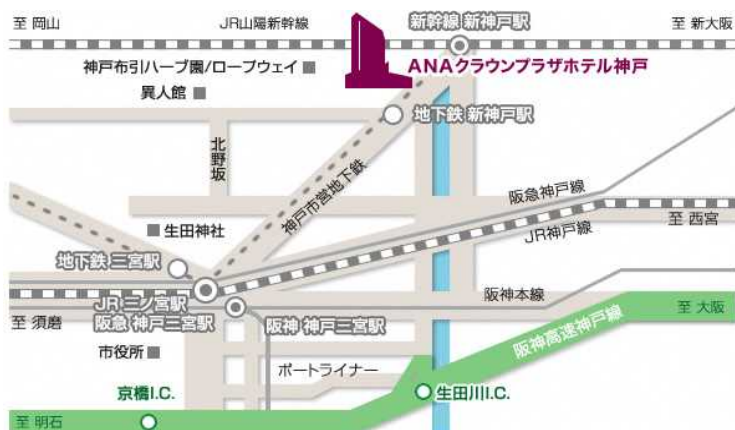 至 岡山
JR山陽新幹線
新幹線 新神戸駅
至 新大阪
神戸布引ハーブ園/ロープウェイ
ANAクラウンプラザホテル神戸
異人館
地下鉄 新神戸駅
北野坂
神戸市営地下鉄
阪急神戸線
生田神社
JR神戸線
至 西宮
地下鉄 三宮駅
JR 三ノ宮駅
阪急 神戸三宮駅
阪神 神戸三宮駅
阪神本線
至 須磨
至 大阪
阪神高速神戸線
市役所
ポートライナー
京橋I.C.
生田川I.C.
至 明石